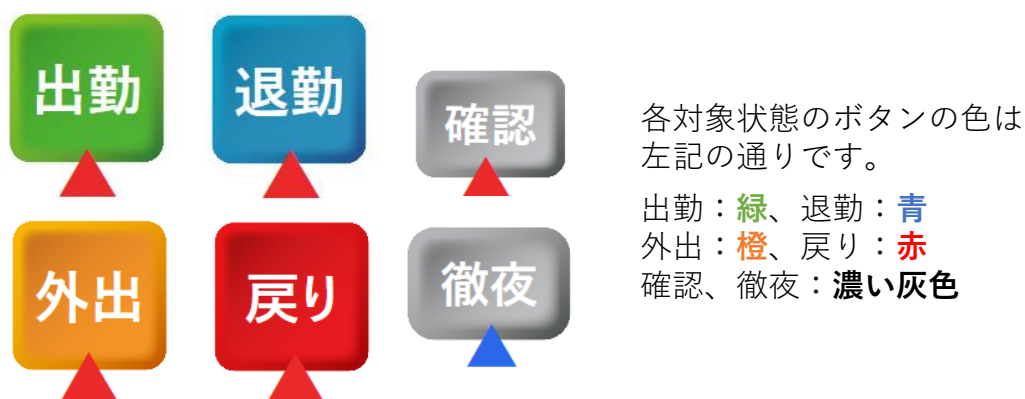 出勤
退勤
確認
外出
戻り
徹夜
各対象状態のボタンの色は
左記の通りです。
出勤：緑、退勤：青
外出：橙、戻り：赤
確認、徹夜：濃い灰色